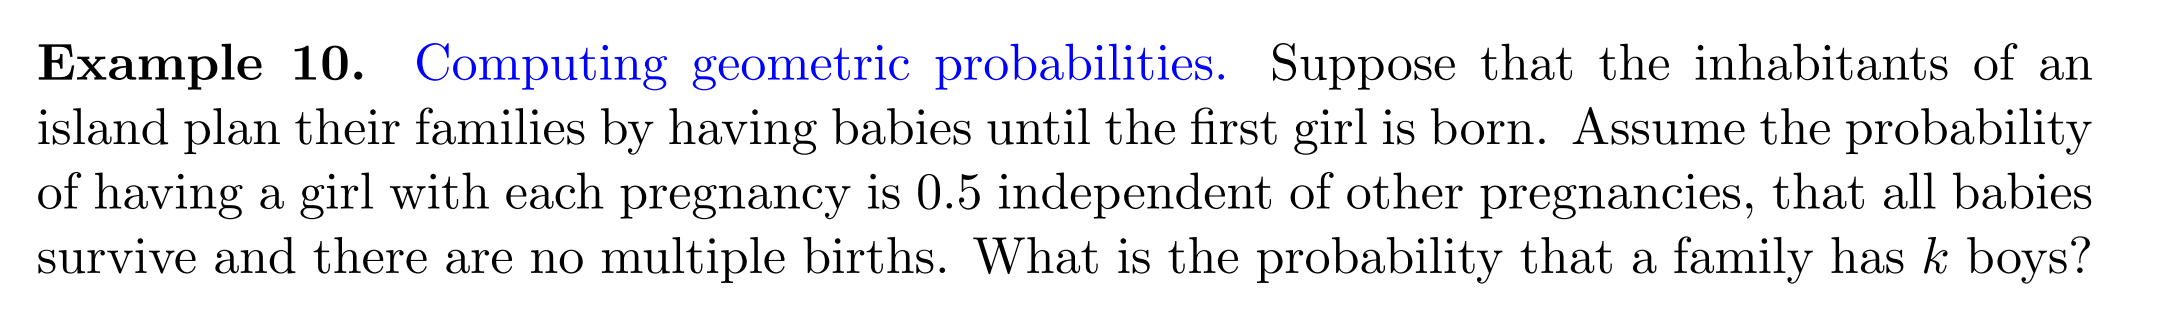 Example 10. Computing geometric probabilities. Suppose that the inhabitants of an
island plan their families by having babies until the first girl is born. Assume the probability
of having a girl with each pregnancy is 0.5 independent of other pregnancies, that all babies
survive and there are no multiple births. What is the probability that a family has k boys?